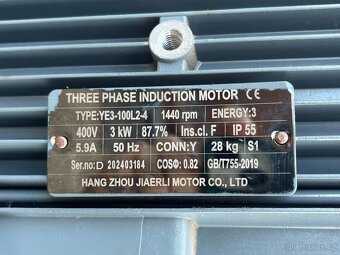 THREE PHASE INDUCTION MOTOR CE
TYPE:YE3-100L2-4 1440 rpm ENERGY:3
400V 3 kW 87.7% Ins.cl. F IP 55
5.9A 50 Hz CONN:Y 28 kg S1
Ser.no: D 202403184 COSΦ: 0.82 GB/T755-2019
HANG ZHOU JIAERLI MOTOR CO., LTD